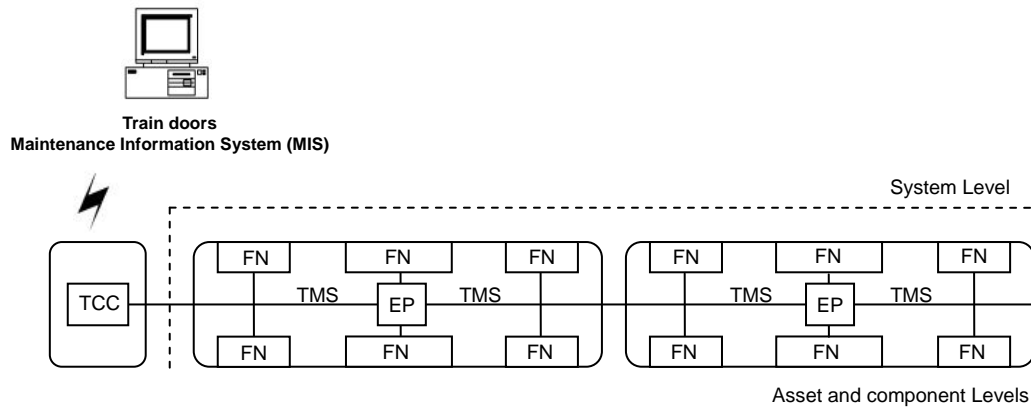 Train doors
Maintenance Information System (MIS)
System Level
FN FN FN FN FN FN
TCC TMS EP TMS TMS EP TMS
FN FN FN FN FN FN
Asset and component Levels